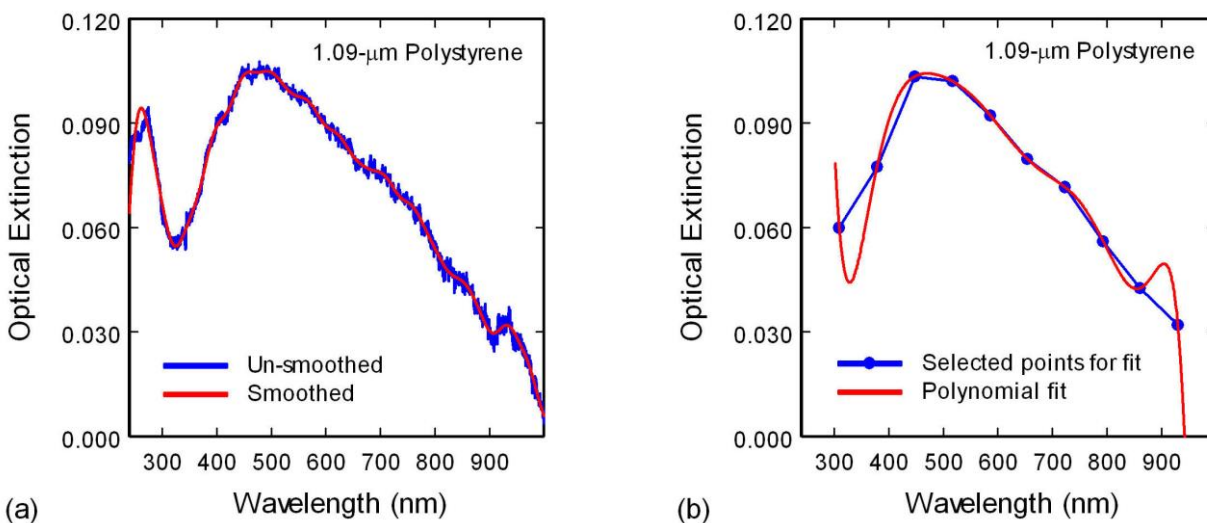 0.120
0.090
0.060
0.030
0.000
Optical Extinction
1.09-μm Polystyrene
Un-smoothed
Smoothed
300 400 500 600 700 800 900
Wavelength (nm)
(a)
0.120
0.090
0.060
0.030
0.000
Optical Extinction
1.09-μm Polystyrene
Selected points for fit
Polynomial fit
300 400 500 600 700 800 900
Wavelength (nm)
(b)